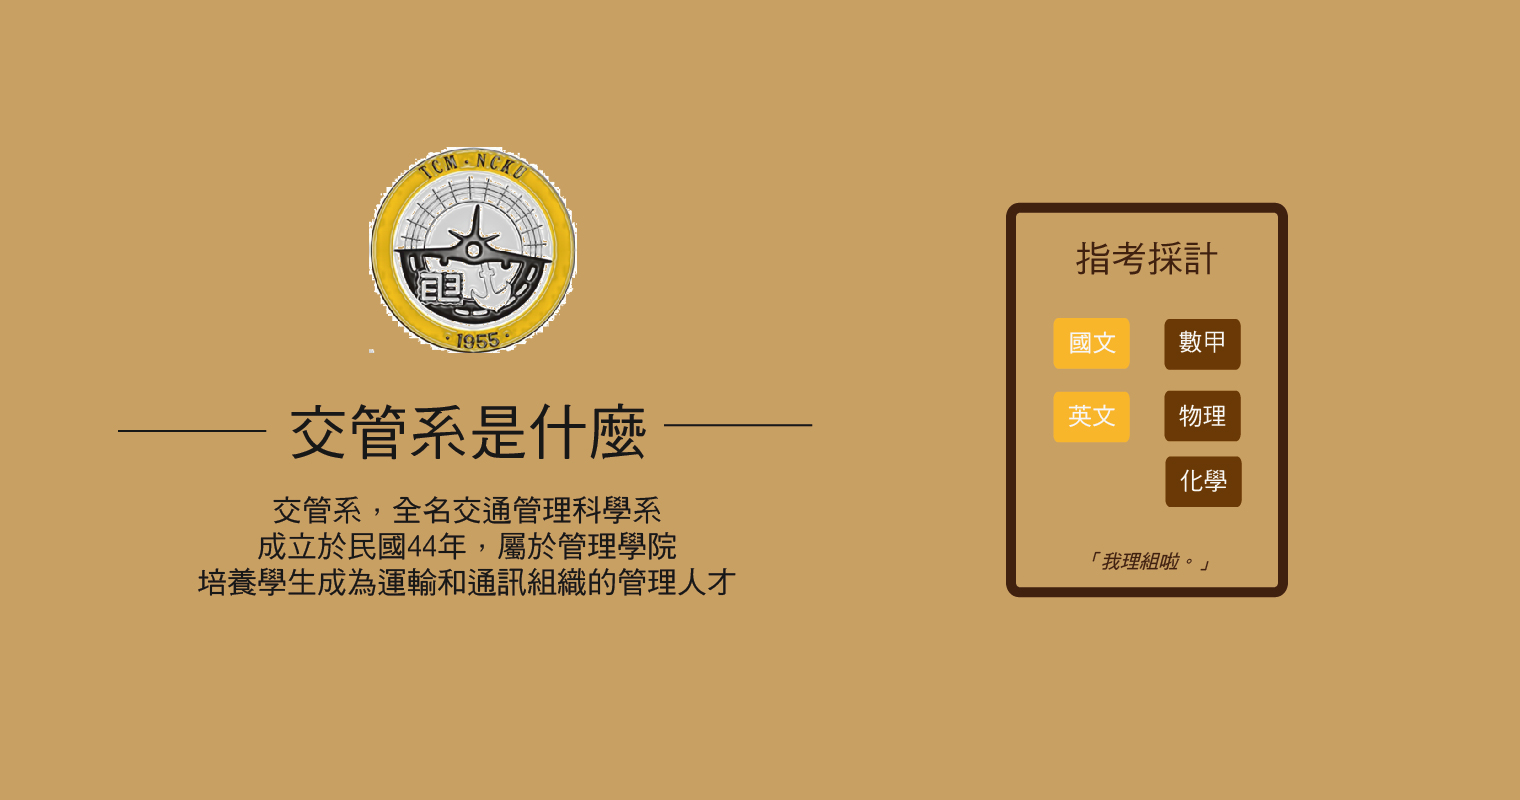 TCM · NCKU
· 1955 ·
交管系是什麼
交管系，全名交通管理科學系
成立於民國44年，屬於管理學院
培養學生成為運輸和通訊組織的管理人才
指考採計
國文 數甲
英文 物理
化學
「我理組啦。」